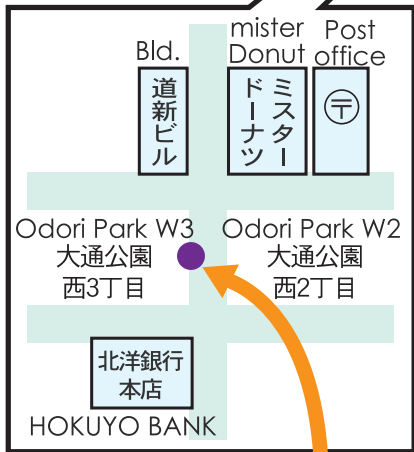 Bld.
道新ビル
mister
Donut
ミスター
ドーナツ
Post
office
〒
Odori Park W3
大通公園
西3丁目
Odori Park W2
大通公園
西2丁目
北洋銀行
本店
HOKUYO BANK